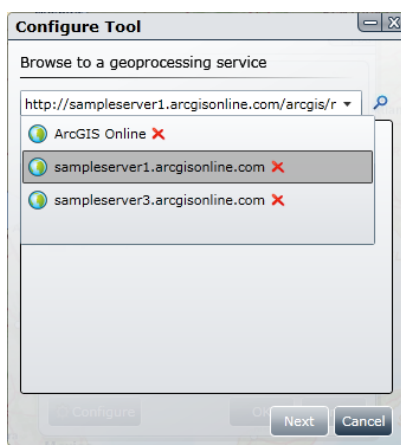 Configure Tool
Browse to a geoprocessing service
http://sampleserver1.arcgisonline.com/arcgis/r
ArcGIS Online
sampleserver1.arcgisonline.com
sampleserver3.arcgisonline.com
Configure
Next Cancel